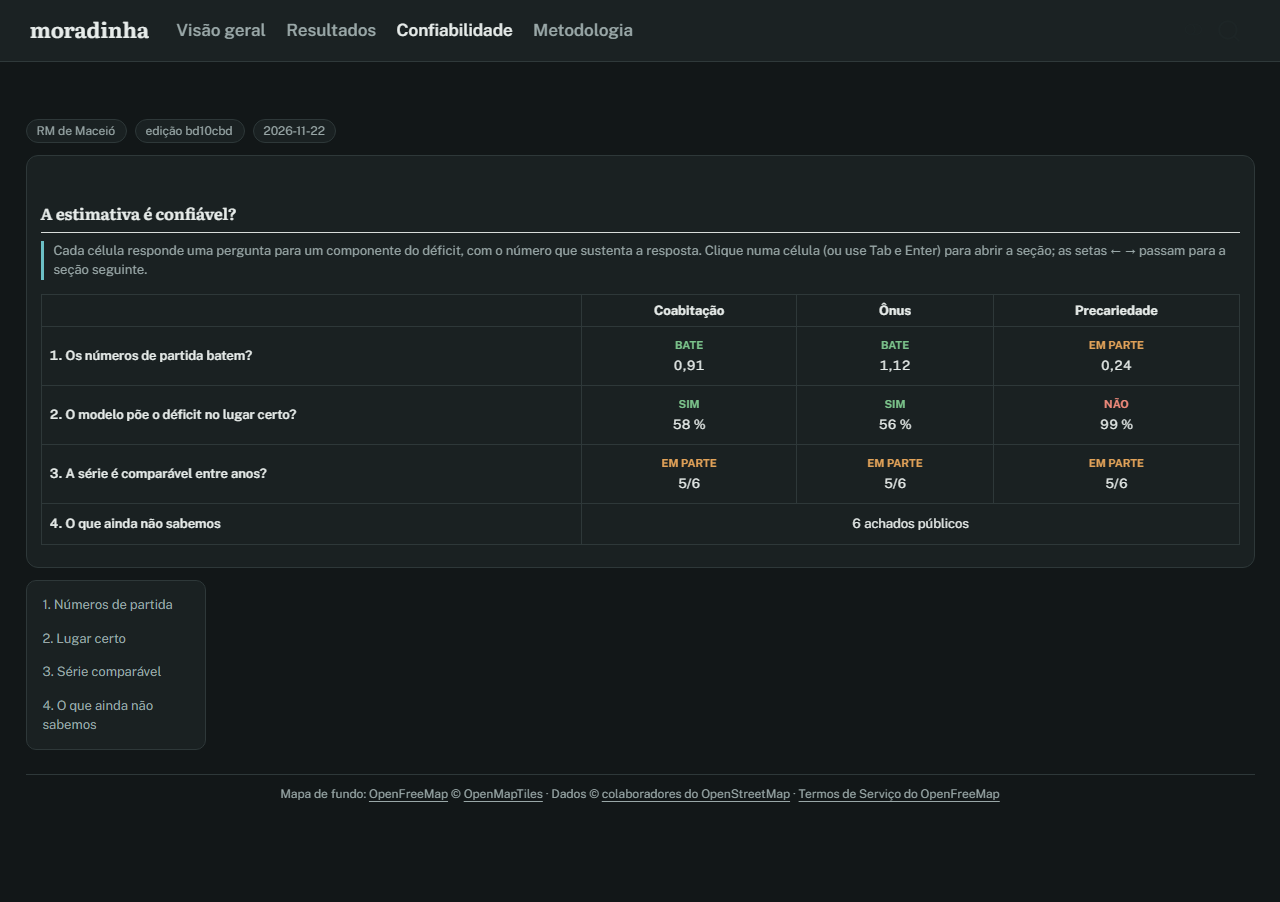 moradinha Visão geral Resultados Confiabilidade Metodologia
RM de Maceió edição bd10cbd 2026-11-22
A estimativa é confiável?
Cada célula responde uma pergunta para um componente do déficit, com o número que sustenta a resposta. Clique numa célula (ou use Tab e Enter) para abrir a seção; as setas ← → passam para a
seção seguinte.
Coabitação Ônus Precariedade
1. Os números de partida batem?
BATE BATE EM PARTE
0,91 1,12 0,24
2. O modelo põe o déficit no lugar certo?
SIM SIM NÃO
58 % 56 % 99 %
3. A série é comparável entre anos?
EM PARTE EM PARTE EM PARTE
5/6 5/6 5/6
4. O que ainda não sabemos 6 achados públicos
1. Números de partida
2. Lugar certo
3. Série comparável
4. O que ainda não
sabemos
Mapa de fundo: OpenFreeMap © OpenMapTiles · Dados © colaboradores do OpenStreetMap · Termos de Serviço do OpenFreeMap